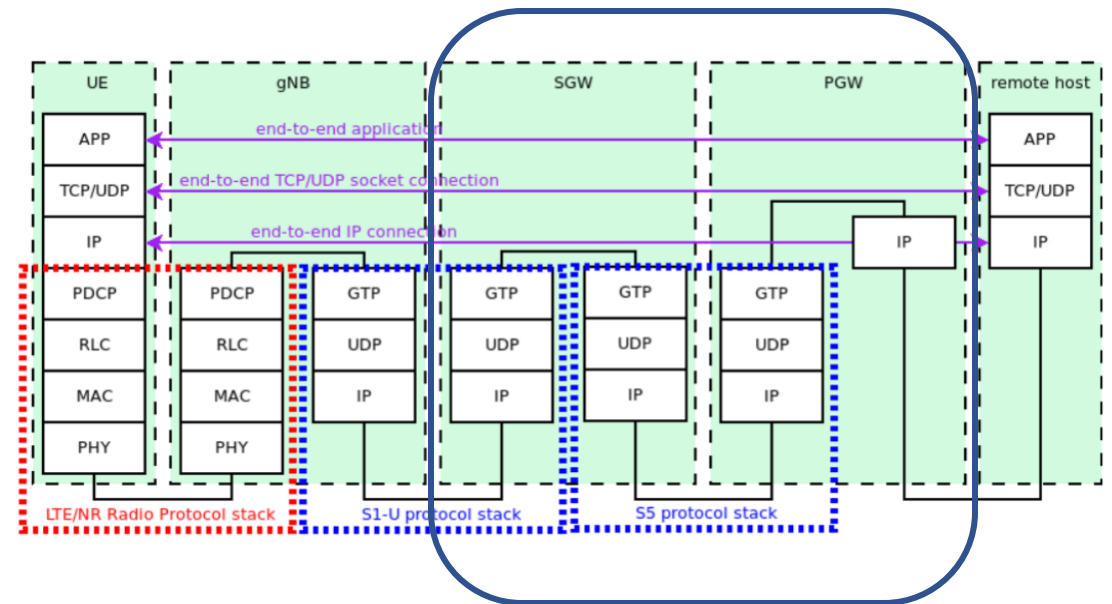 UE
gNB
SGW
PGW
remote host
end-to-end application
end-to-end TCP/UDP socket connection
end-to-end IP connection
APP
TCP/UDP
IP
PDCP
RLC
MAC
PHY
PDCP
RLC
MAC
PHY
GTP
UDP
IP
GTP
UDP
IP
GTP
UDP
IP
GTP
UDP
IP
IP
APP
TCP/UDP
IP
LTE/NR Radio Protocol stack
S1-U protocol stack
S5 protocol stack